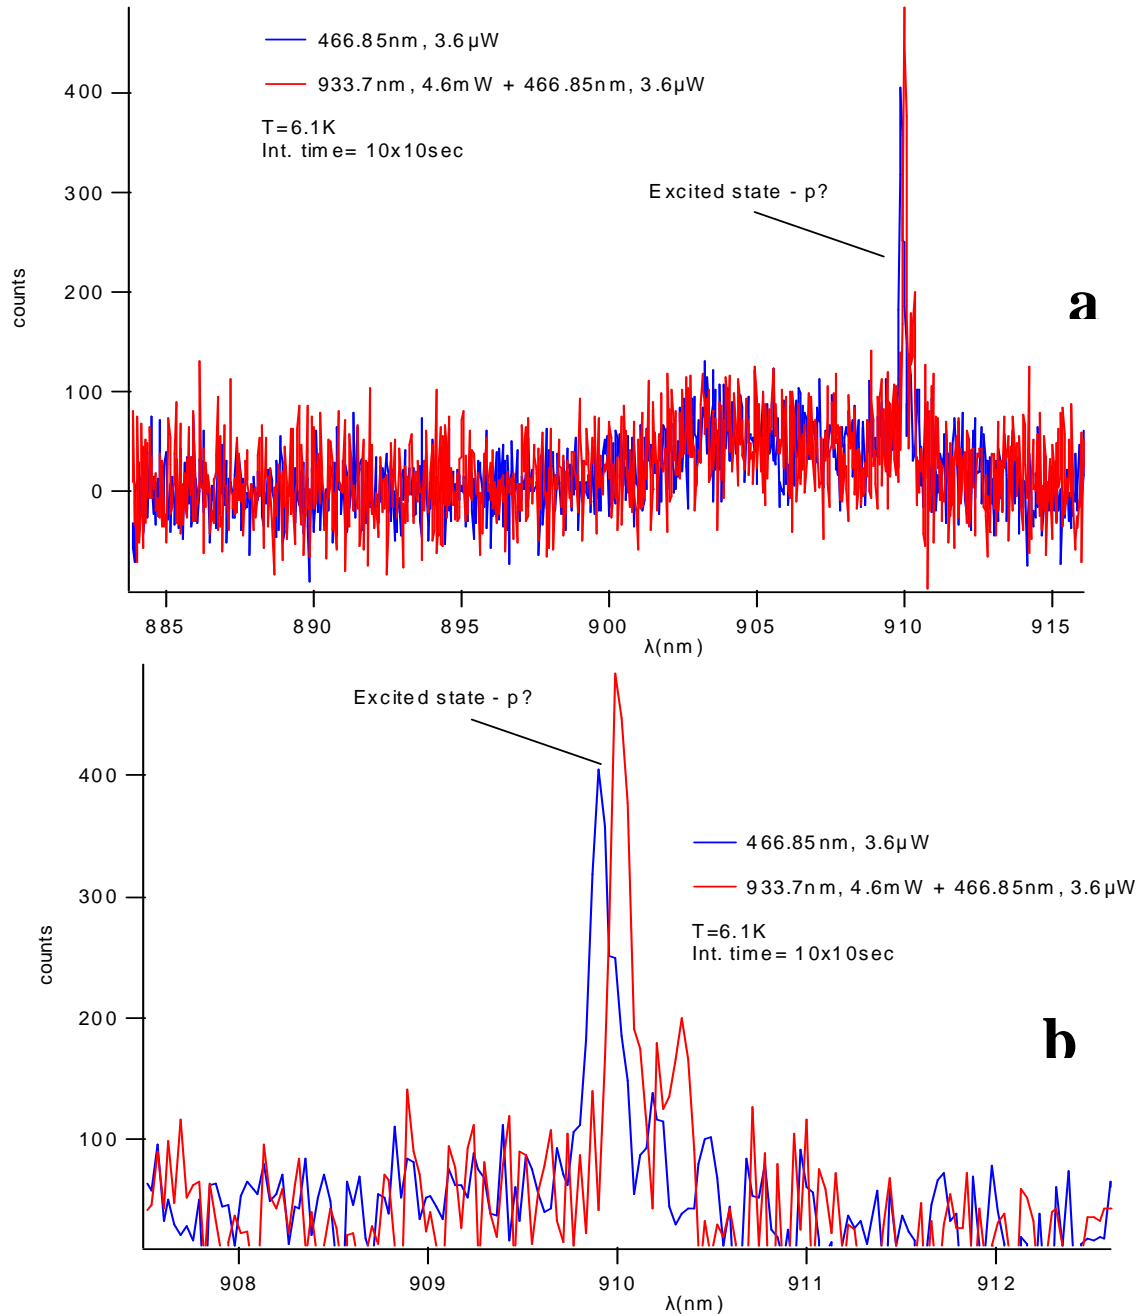 466.85nm, 3.6µW
400
933.7nm, 4.6mW + 466.85nm, 3.6µW
T=6.1K
Int. time= 10x10sec
300
Excited state - p?
counts
200
a
100
0
885 890 895 900 905 910 915
λ(nm)
Excited state - p?
400
466.85nm, 3.6µW
933.7nm, 4.6mW + 466.85nm, 3.6µW
300
T=6.1K
Int. time= 10x10sec
counts
200
b
100
908 909 910 911 912
λ(nm)